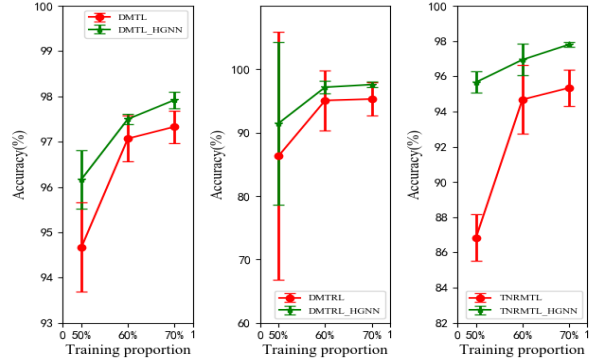 DMTL
DMTL_HGNN
100
99
98
97
96
95
94
93
Accuracy(%)
0 50% 60% 70% 1
Training proportion
100
90
80
70
60
Accuracy(%)
DMTRL
DMTRL_HGNN
0 50% 60% 70% 1
Training proportion
100
98
96
94
92
90
88
86
84
82
Accuracy(%)
TNRMTL
TNRMTL_HGNN
0 50% 60% 70% 1
Training proportion